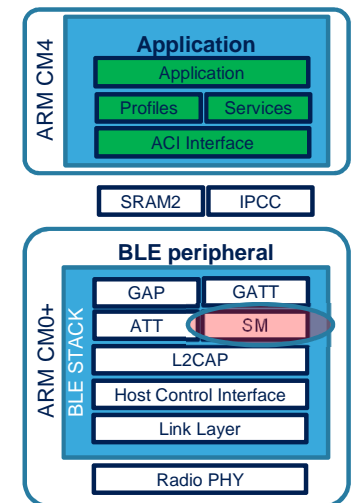 ARM CM4
Application
Application
Profiles Services
ACI Interface
SRAM2 IPCC
ARM CM0+
BLE peripheral
BLE STACK
GAP GATT
ATT SM
L2CAP
Host Control Interface
Link Layer
Radio PHY